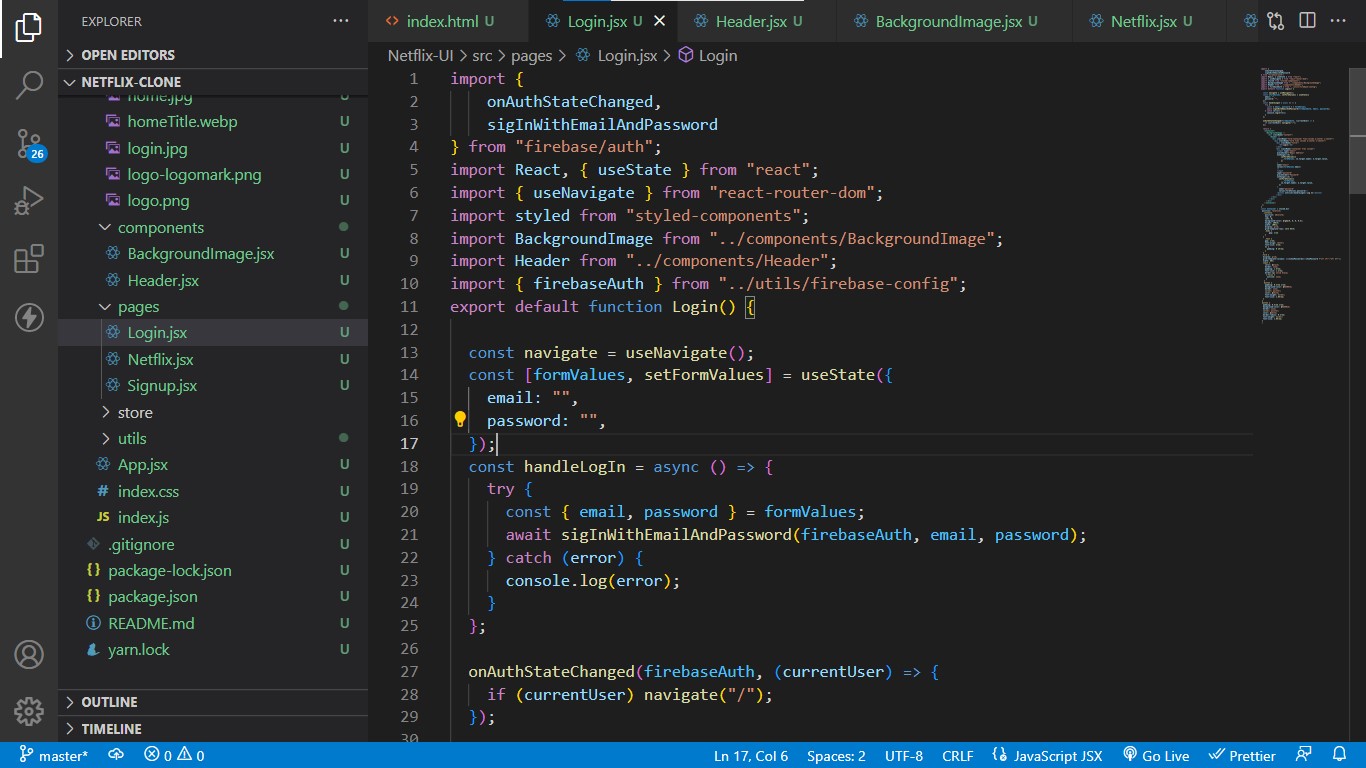 EXPLORER
OPEN EDITORS
NETFLIX-CLONE
home.jpg U
homeTitle.webp U
login.jpg U
logo-logomark.png U
logo.png U
components
BackgroundImage.jsx U
Header.jsx U
pages
Login.jsx U
Netflix.jsx U
Signup.jsx U
store
utils
App.jsx U
# index.css U
JS index.js U
.gitignore U
{} package-lock.json U
{} package.json U
README.md U
yarn.lock U
OUTLINE
TIMELINE
26
<> index.html U
Login.jsx U
Header.jsx U
BackgroundImage.jsx U
Netflix.jsx U
Netflix-UI > src > pages > Login.jsx > Login
1 import {
2 onAuthStateChanged,
3 sigInWithEmailAndPassword
4 } from "firebase/auth";
5 import React, { useState } from "react";
6 import { useNavigate } from "react-router-dom";
7 import styled from "styled-components";
8 import BackgroundImage from "../components/BackgroundImage";
9 import Header from "../components/Header";
10 import { firebaseAuth } from "../utils/firebase-config";
11 export default function Login() {
12
13 const navigate = useNavigate();
14 const [formValues, setFormValues] = useState({
15 email: "",
16 password: "",
17 });
18 const handleLogIn = async () => {
19 try {
20 const { email, password } = formValues;
21 await sigInWithEmailAndPassword(firebaseAuth, email, password);
22 } catch (error) {
23 console.log(error);
24 }
25 };
26
27 onAuthStateChanged(firebaseAuth, (currentUser) => {
28 if (currentUser) navigate("/");
29 });
30
master* 0 0 Ln 17, Col 6 Spaces: 2 UTF-8 CRLF {} JavaScript JSX Go Live Prettier